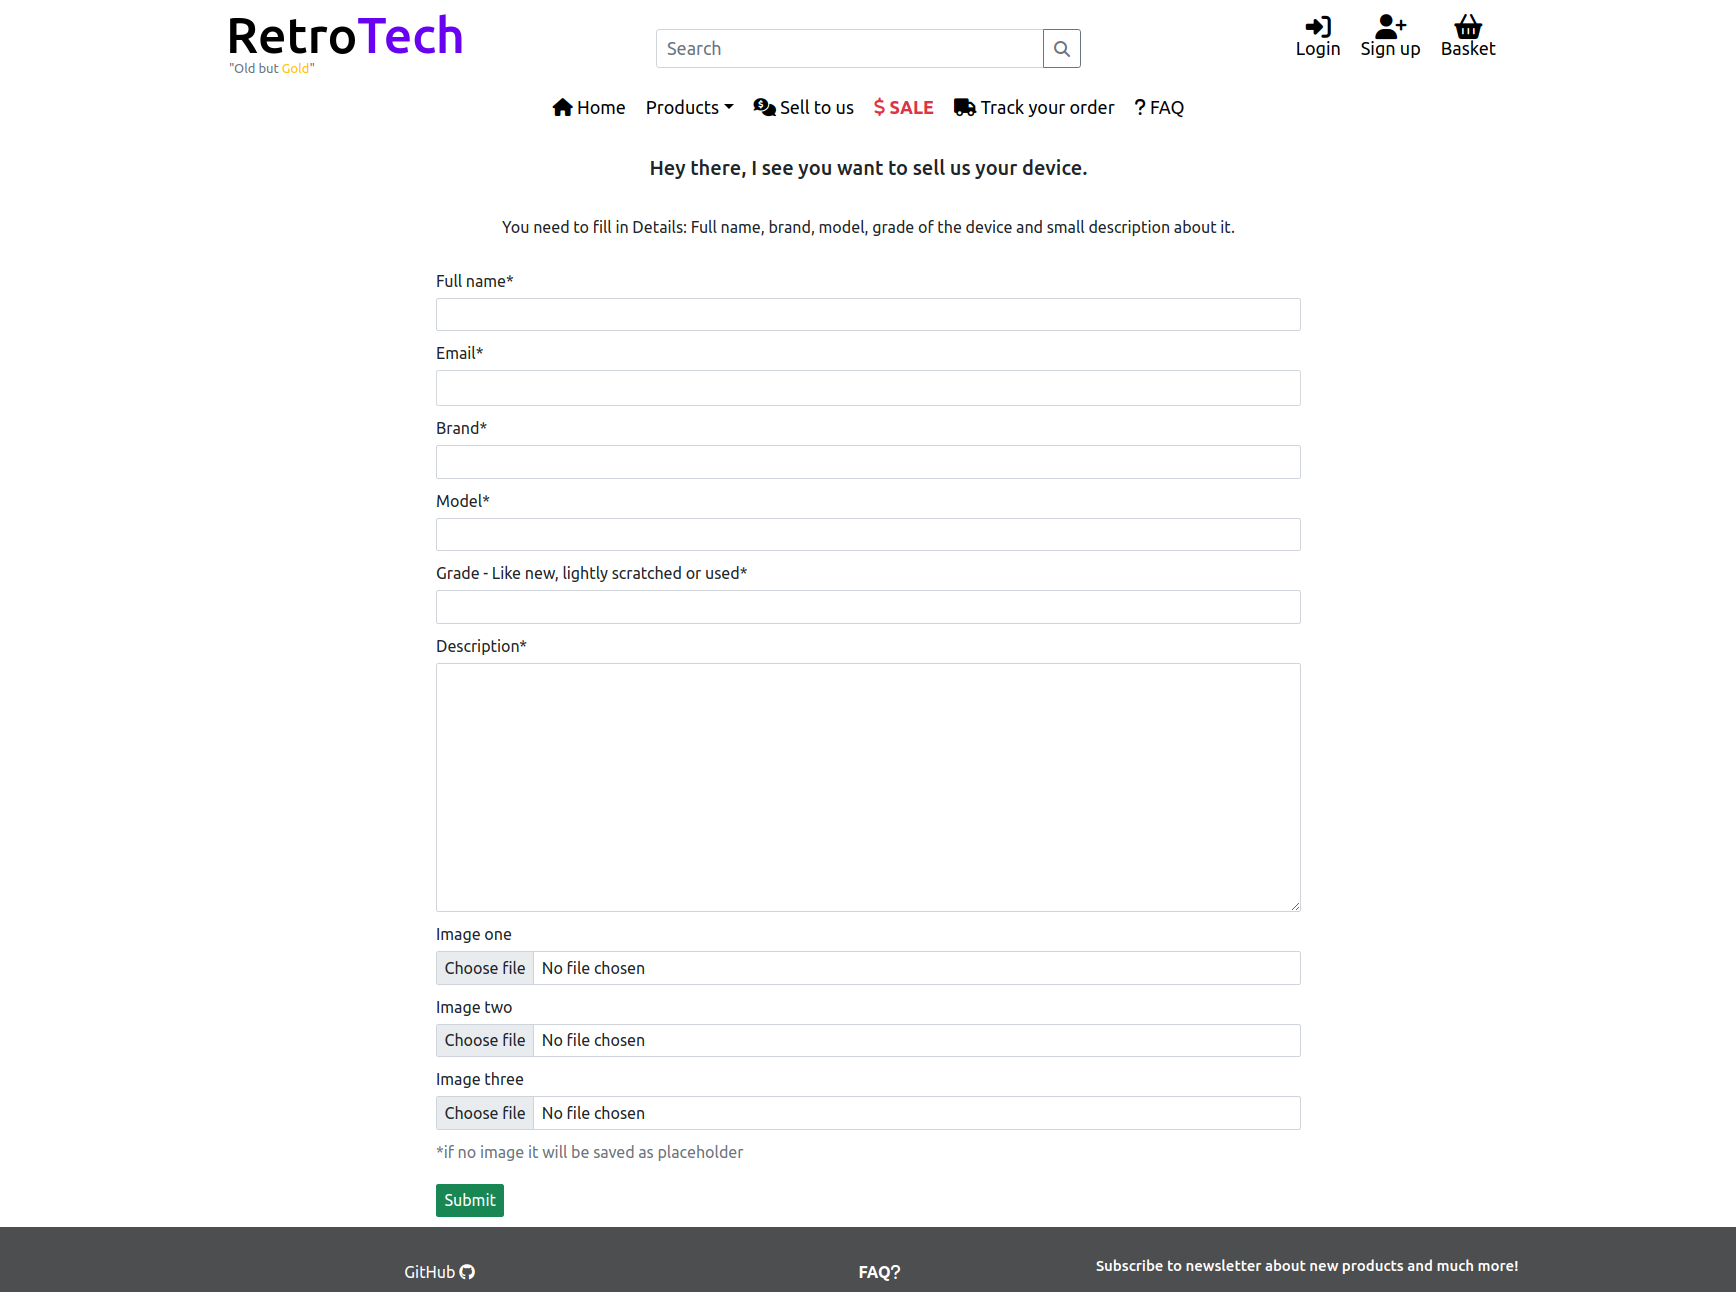 RetroTech
"Old but Gold"
Search
Login
Sign up
Basket
Home
Products
Sell to us
$ SALE
Track your order
? FAQ
Hey there, I see you want to sell us your device.
You need to fill in Details: Full name, brand, model, grade of the device and small description about it.
Full name*
Email*
Brand*
Model*
Grade - Like new, lightly scratched or used*
Description*
Image one
Choose file No file chosen
Image two
Choose file No file chosen
Image three
Choose file No file chosen
*if no image it will be saved as placeholder
Submit
GitHub
FAQ?
Subscribe to newsletter about new products and much more!